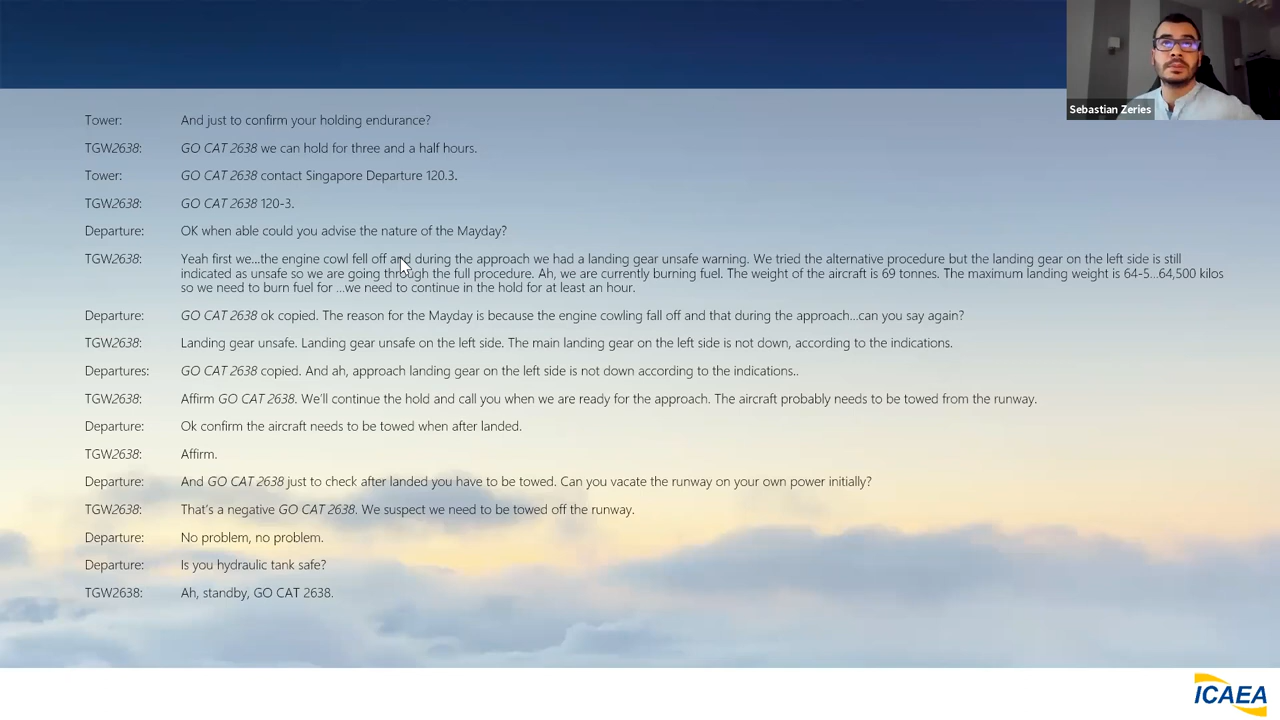 Sebastian Zeries
Tower: And just to confirm your holding endurance?
TGW2638: GO CAT 2638 we can hold for three and a half hours.
Tower: GO CAT 2638 contact Singapore Departure 120.3.
TGW2638: GO CAT 2638 120-3.
Departure: OK when able could you advise the nature of the Mayday?
TGW2638: Yeah first we...the engine cowl fell off and during the approach we had a landing gear unsafe warning. We tried the alternative procedure but the landing gear on the left side is still
indicated as unsafe so we are going through the full procedure. Ah, we are currently burning fuel. The weight of the aircraft is 69 tonnes. The maximum landing weight is 64-5...64,500 kilos
so we need to burn fuel for ...we need to continue in the hold for at least an hour.
Departure: GO CAT 2638 ok copied. The reason for the Mayday is because the engine cowling fall off and that during the approach...can you say again?
TGW2638: Landing gear unsafe. Landing gear unsafe on the left side. The main landing gear on the left side is not down, according to the indications.
Departures: GO CAT 2638 copied. And ah, approach landing gear on the left side is not down according to the indications..
TGW2638: Affirm GO CAT 2638. We'll continue the hold and call you when we are ready for the approach. The aircraft probably needs to be towed from the runway.
Departure: Ok confirm the aircraft needs to be towed when after landed.
TGW2638: Affirm.
Departure: And GO CAT 2638 just to check after landed you have to be towed. Can you vacate the runway on your own power initially?
TGW2638: That's a negative GO CAT 2638. We suspect we need to be towed off the runway.
Departure: No problem, no problem.
Departure: Is you hydraulic tank safe?
TGW2638: Ah, standby, GO CAT 2638.
ICAEA